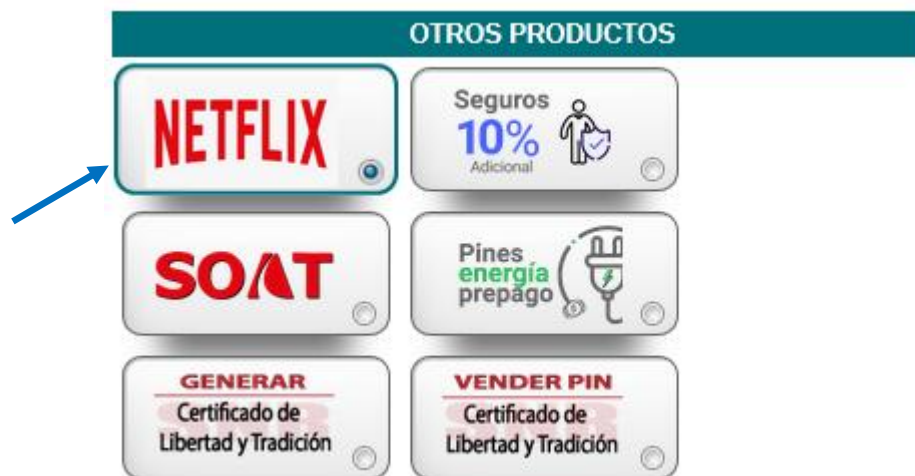 OTROS PRODUCTOS
NETFLIX
Seguros
10%
Adicional
SOAT
Pines
energía
prepago
GENERAR
Certificado de
Libertad y Tradición
VENDER PIN
Certificado de
Libertad y Tradición